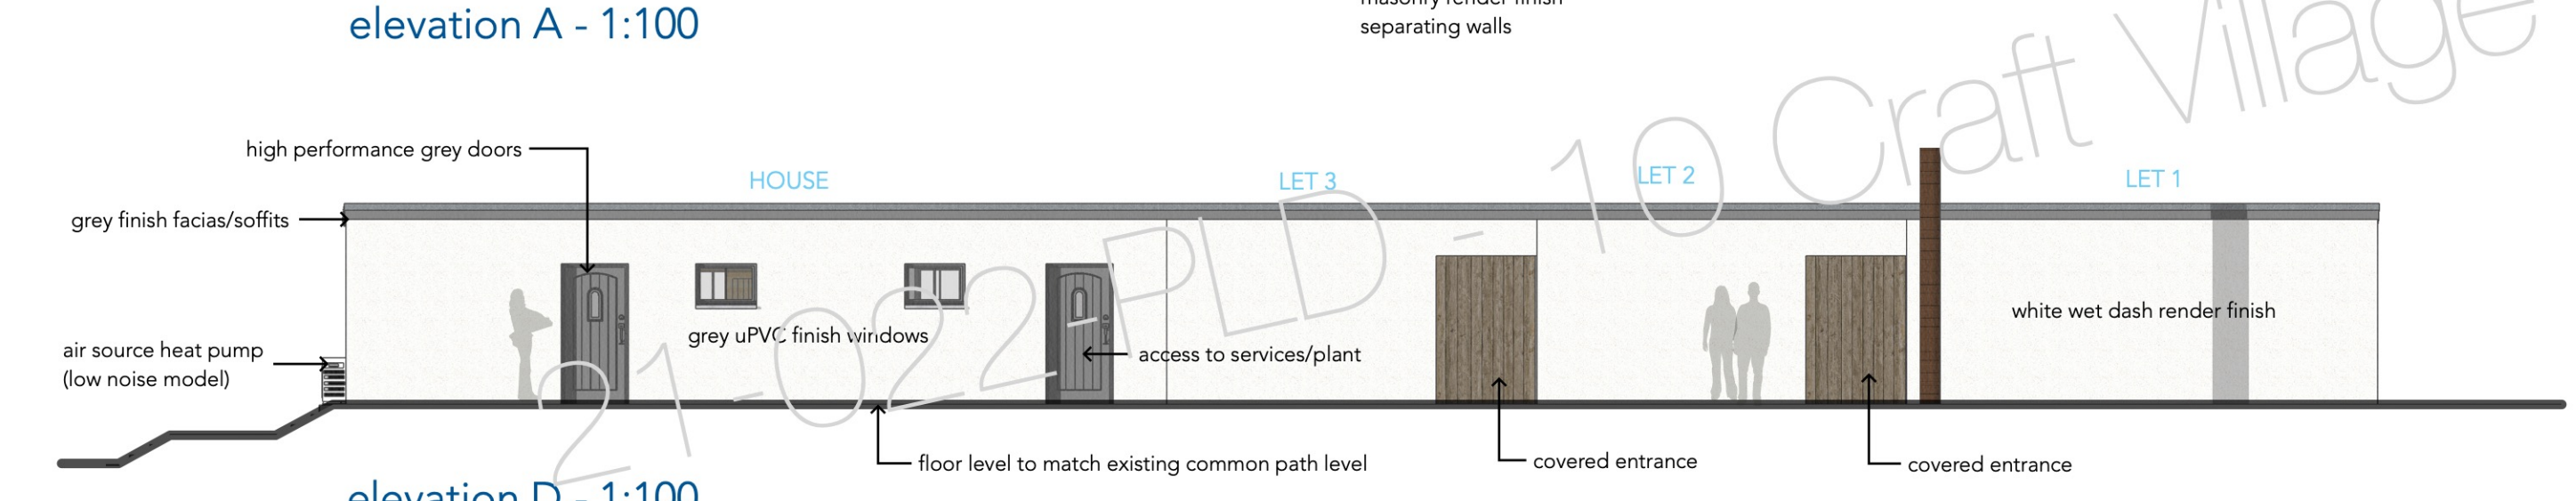 elevation A - 1:100
masonry render finish
separating walls
high performance grey doors
HOUSE
LET 3
LET 2
LET 1
grey finish facias/soffits
white wet dash render finish
grey uPVC finish windows
air source heat pump
(low noise model)
access to services/plant
floor level to match existing common path level
covered entrance
covered entrance
21-022-PLD - 10 Craft Village
elevation D - 1:100